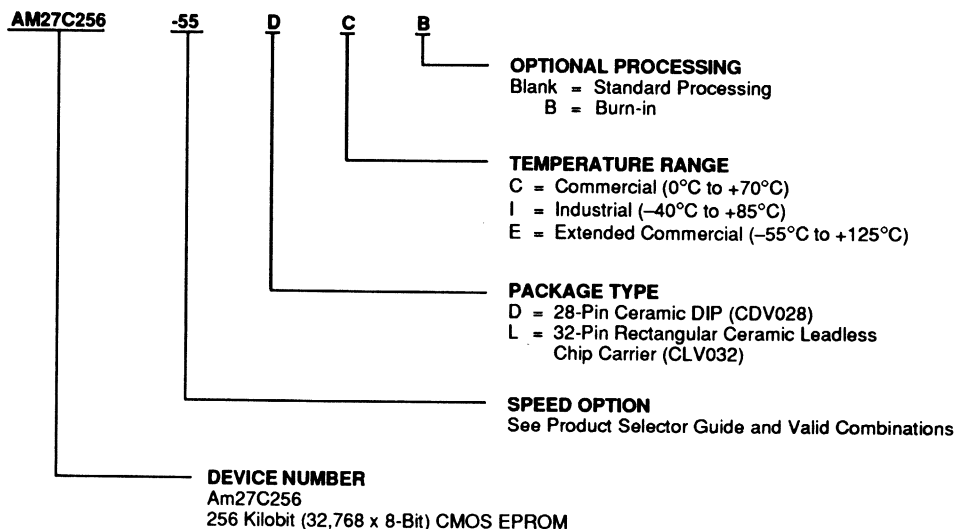 AM27C256 -55 D C B
OPTIONAL PROCESSING
Blank = Standard Processing
B = Burn-in
TEMPERATURE RANGE
C = Commercial (0°C to +70°C)
I = Industrial (–40°C to +85°C)
E = Extended Commercial (–55°C to +125°C)
PACKAGE TYPE
D = 28-Pin Ceramic DIP (CDV028)
L = 32-Pin Rectangular Ceramic Leadless
Chip Carrier (CLV032)
SPEED OPTION
See Product Selector Guide and Valid Combinations
DEVICE NUMBER
Am27C256
256 Kilobit (32,768 x 8-Bit) CMOS EPROM